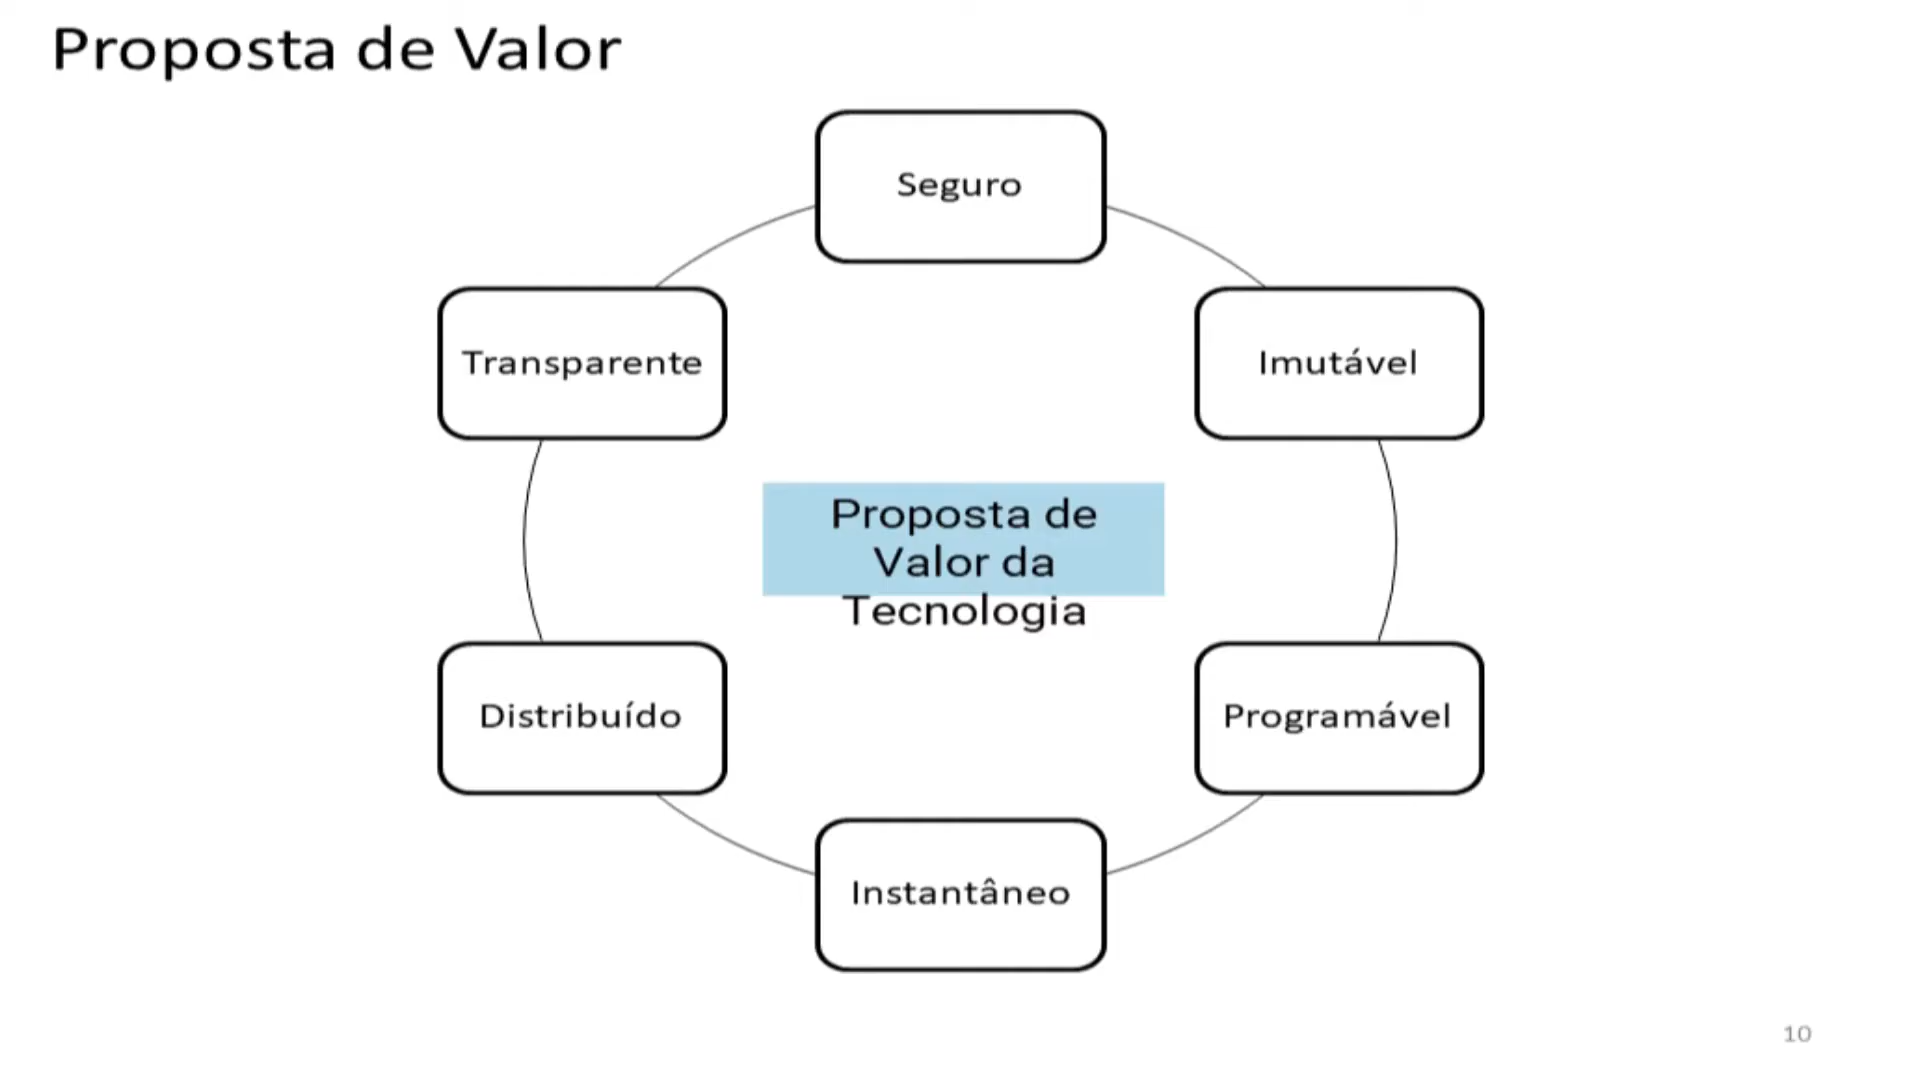 Proposta de Valor
Seguro
Transparente
Imutável
Proposta de
Valor da
Tecnologia
Distribuído
Programável
Instantâneo
10